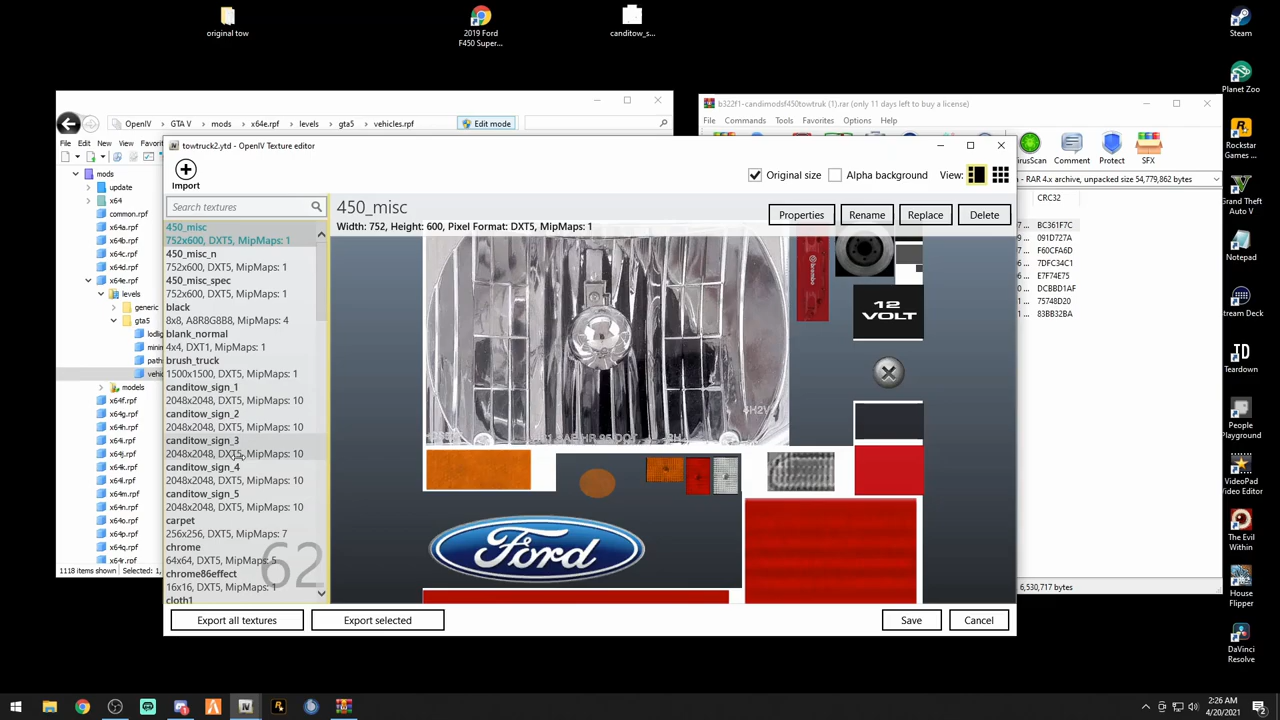 original tow
2019 Ford
F450 Super...
canditow_s...
Steam
Planet Zoo
Rockstar
Games ...
Grand Theft
Auto V
Notepad
Stream Deck
Teardown
People
Playground
VideoPad
Video Editor
The Evil
Within
House
Flipper
DaVinci
Resolve
OpenIV
GTA V
mods
x64e.rpf
levels
gta5
vehicles.rpf
Edit mode
File
Edit
View
mods
update
x64
common.rpf
x64a.rpf
x64b.rpf
x64c.rpf
x64d.rpf
x64e.rpf
levels
generic
gta5
models
x64f.rpf
x64g.rpf
x64h.rpf
x64i.rpf
x64j.rpf
x64k.rpf
x64l.rpf
x64m.rpf
x64n.rpf
x64o.rpf
x64p.rpf
x64q.rpf
x64r.rpf
1118 items shown
Selected: 1,
b322f1-candimodsf450towtruk (1).rar (only 11 days left to buy a license)
File Commands Tools Favorites Options Help
VirusScan
Comment
Protect
SFX
- RAR 4.x archive, unpacked size 54,779,862 bytes
CRC32
BC361F7C
091D727A
F60CFA6D
7DFC34C1
E7F74E75
DCBBD1AF
75748D20
83BB32BA
6,530,717 bytes
towtruck2.ytd - OpenIV Texture editor
Import
Original size
Alpha background
View:
Search textures
450_misc
Width: 752, Height: 600, Pixel Format: DXT5, MipMaps: 1
Properties
Rename
Replace
Delete
450_misc
752x600, DXT5, MipMaps: 1
450_misc_n
752x600, DXT5, MipMaps: 1
450_misc_spec
752x600, DXT5, MipMaps: 1
black
8x8, A8R8G8B8, MipMaps: 4
blank_normal
4x4, DXT1, MipMaps: 1
brush_truck
1500x1500, DXT5, MipMaps: 1
canditow_sign_1
2048x2048, DXT5, MipMaps: 10
canditow_sign_2
2048x2048, DXT5, MipMaps: 10
canditow_sign_3
2048x2048, DXT5, MipMaps: 10
canditow_sign_4
2048x2048, DXT5, MipMaps: 10
canditow_sign_5
2048x2048, DXT5, MipMaps: 10
carpet
256x256, DXT5, MipMaps: 7
chrome
64x64, DXT5, MipMaps: 5
chrome86effect
16x16, DXT5, MipMaps: 1
cloth1
62
brembo
12
VOLT
Ford
Export all textures
Export selected
Save
Cancel
2:26 AM
4/20/2021
2